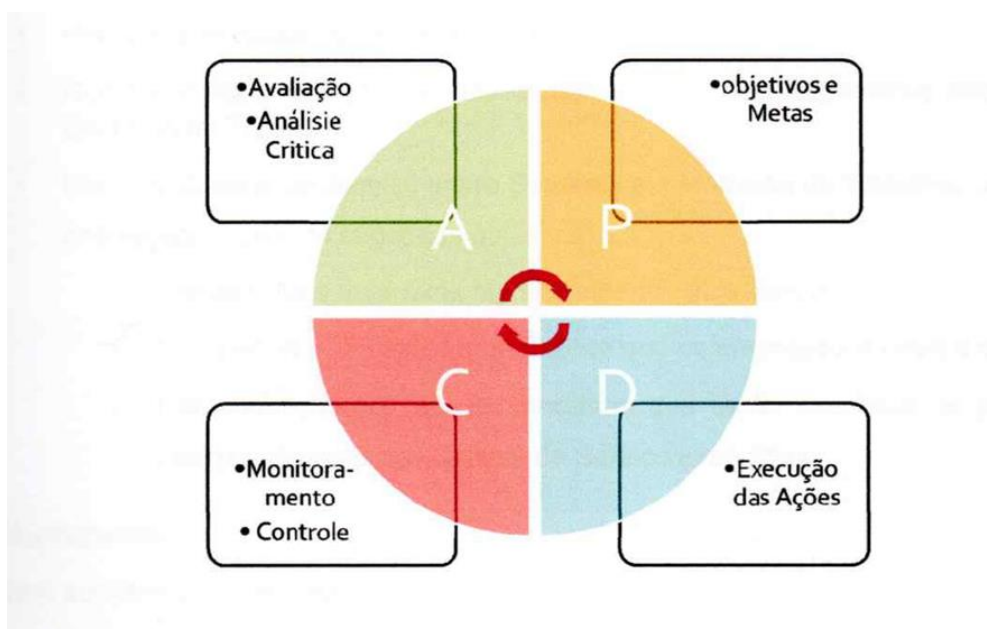 •Avaliação
•Análisie
Critica
A
•objetivos e
Metas
P
•Monitora-
mento
• Controle
C
•Execução
das Ações
D